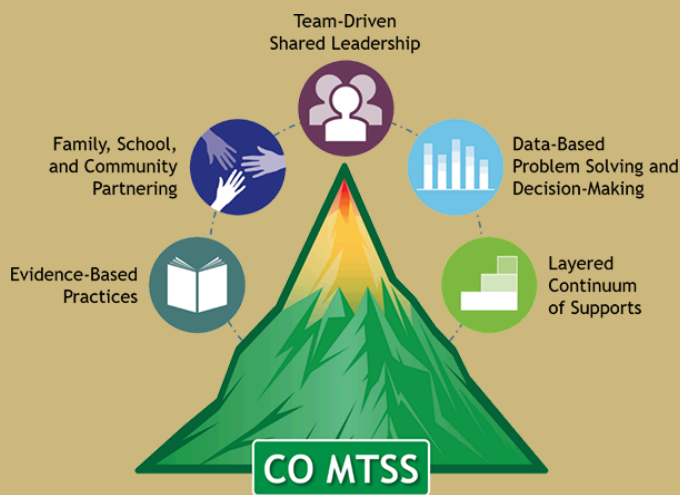 Team-Driven
Shared Leadership
Family, School,
and Community
Partnering
Data-Based
Problem Solving and
Decision-Making
Evidence-Based
Practices
Layered
Continuum
of Supports
CO MTSS